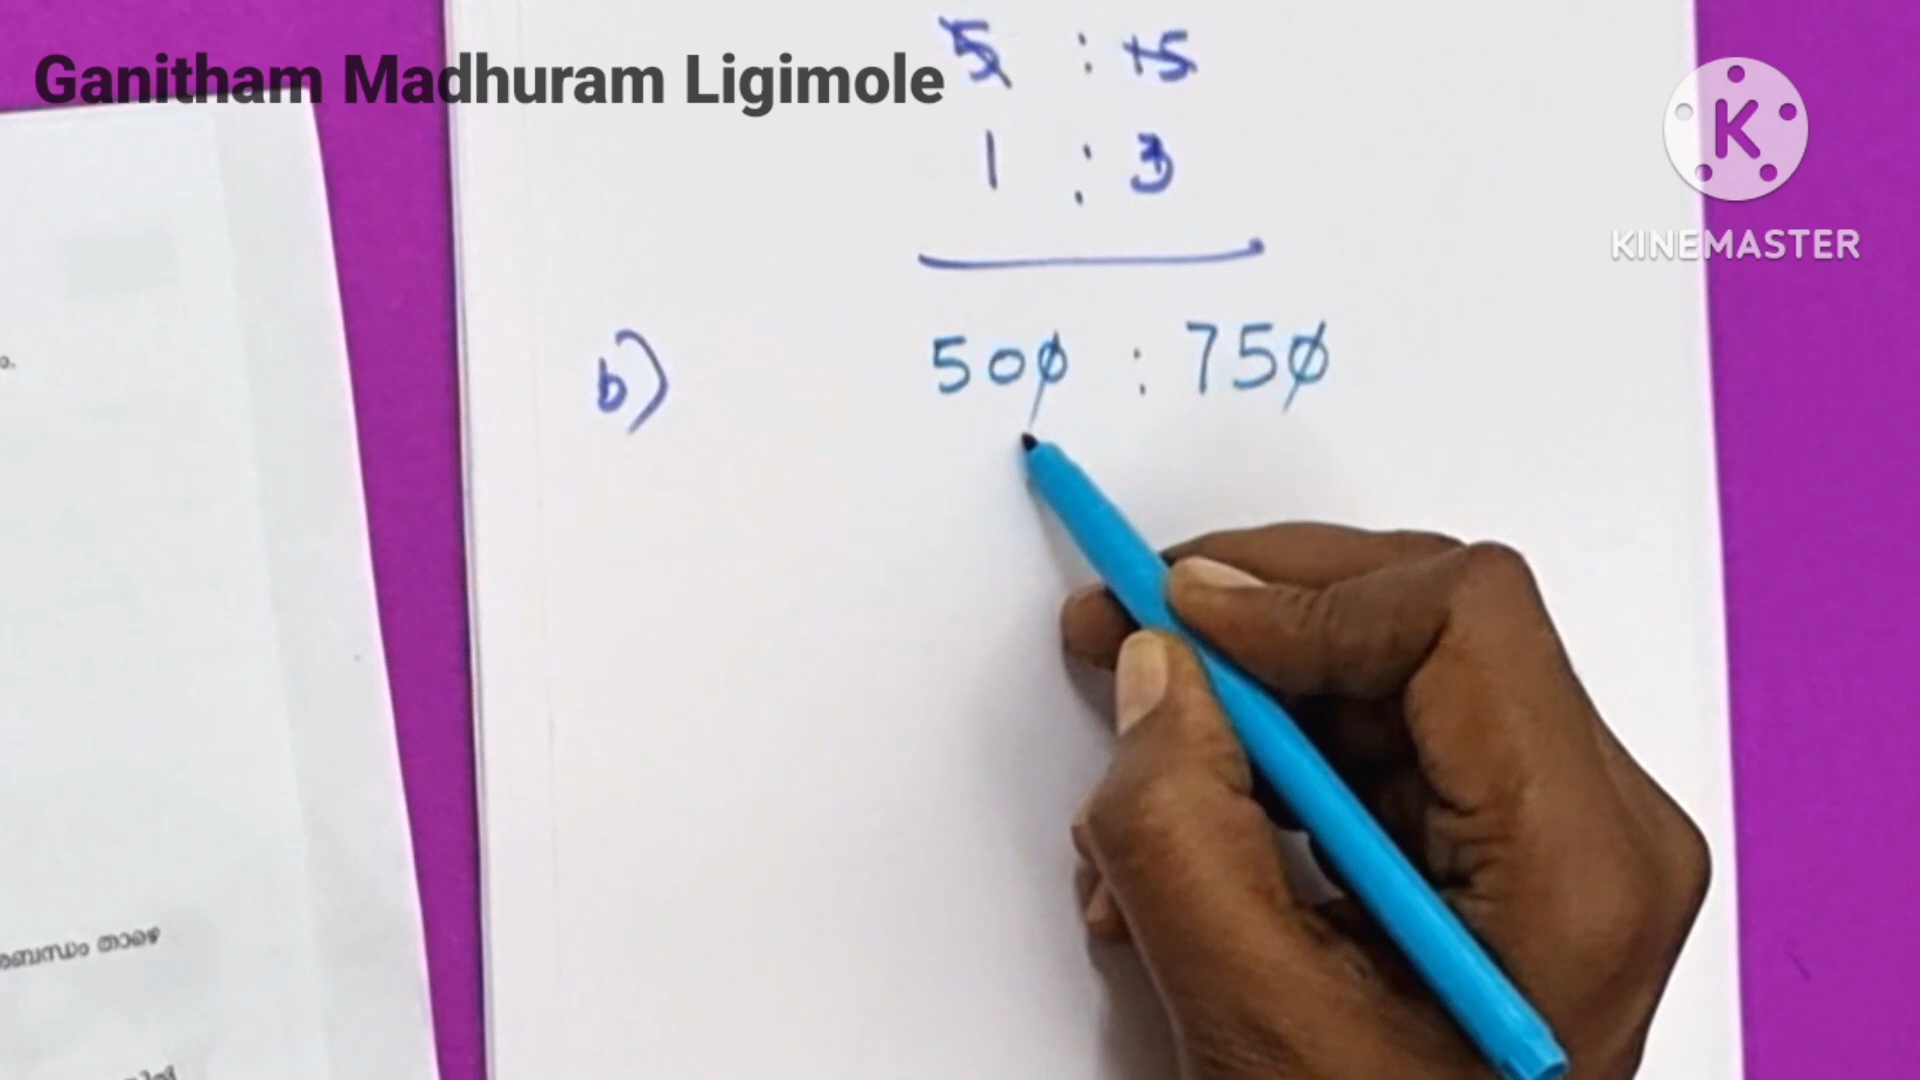 Ganitham Madhuram Ligimole
5 : 15
1 : 3
KINEMASTER
b) 500 : 750
താഴെ